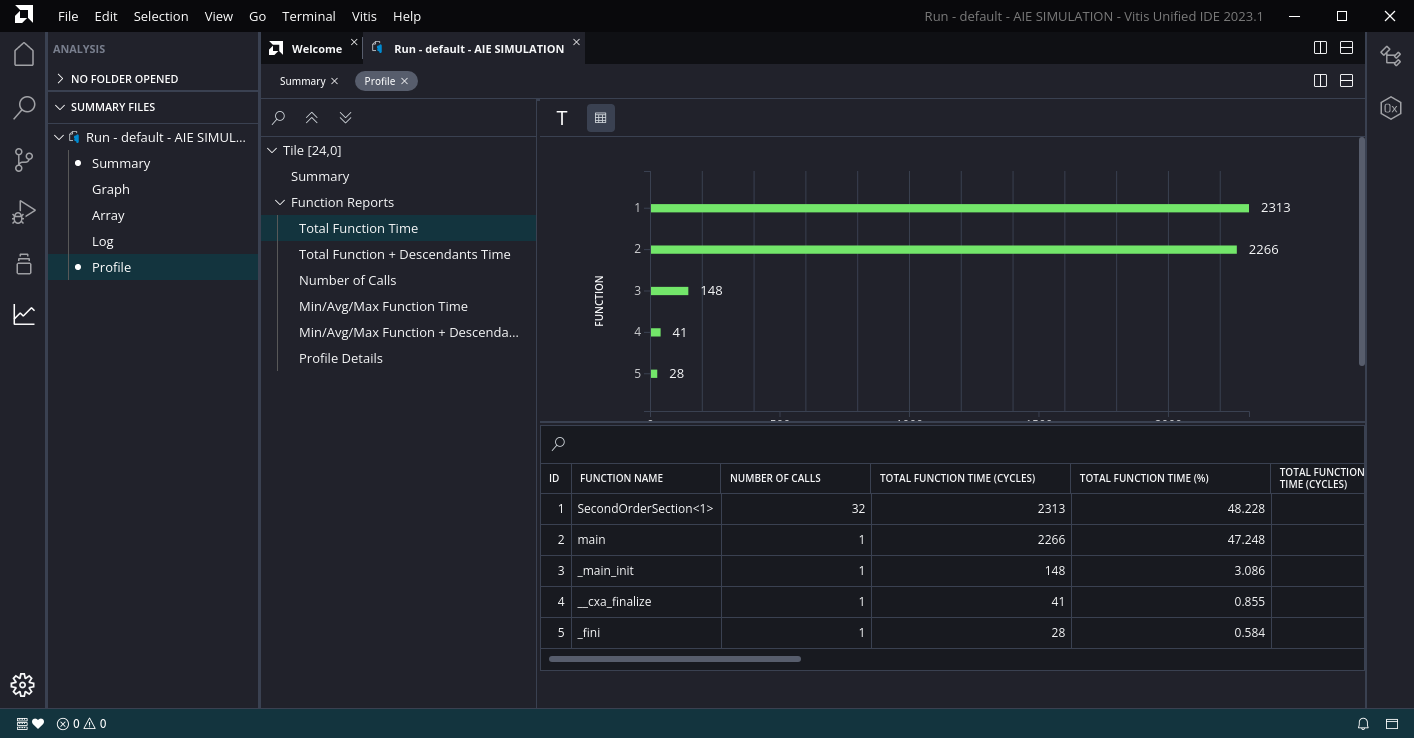 File Edit Selection View Go Terminal Vitis Help
Run - default - AIE SIMULATION - Vitis Unified IDE 2023.1
ANALYSIS
NO FOLDER OPENED
SUMMARY FILES
Run - default - AIE SIMUL...
Summary
Graph
Array
Log
Profile
Welcome
Run - default - AIE SIMULATION
Summary
Profile
Tile [24,0]
Summary
Function Reports
Total Function Time
Total Function + Descendants Time
Number of Calls
Min/Avg/Max Function Time
Min/Avg/Max Function + Descenda...
Profile Details
T
FUNCTION
1 2313
2 2266
3 148
4 41
5 28
0 500 1000 1500 2000
ID FUNCTION NAME NUMBER OF CALLS TOTAL FUNCTION TIME (CYCLES) TOTAL FUNCTION TIME (%) TOTAL FUNCTION
TIME (CYCLES)
1 SecondOrderSection<1> 32 2313 48.228
2 main 1 2266 47.248
3 _main_init 1 148 3.086
4 __cxa_finalize 1 41 0.855
5 _fini 1 28 0.584
0 0
0x